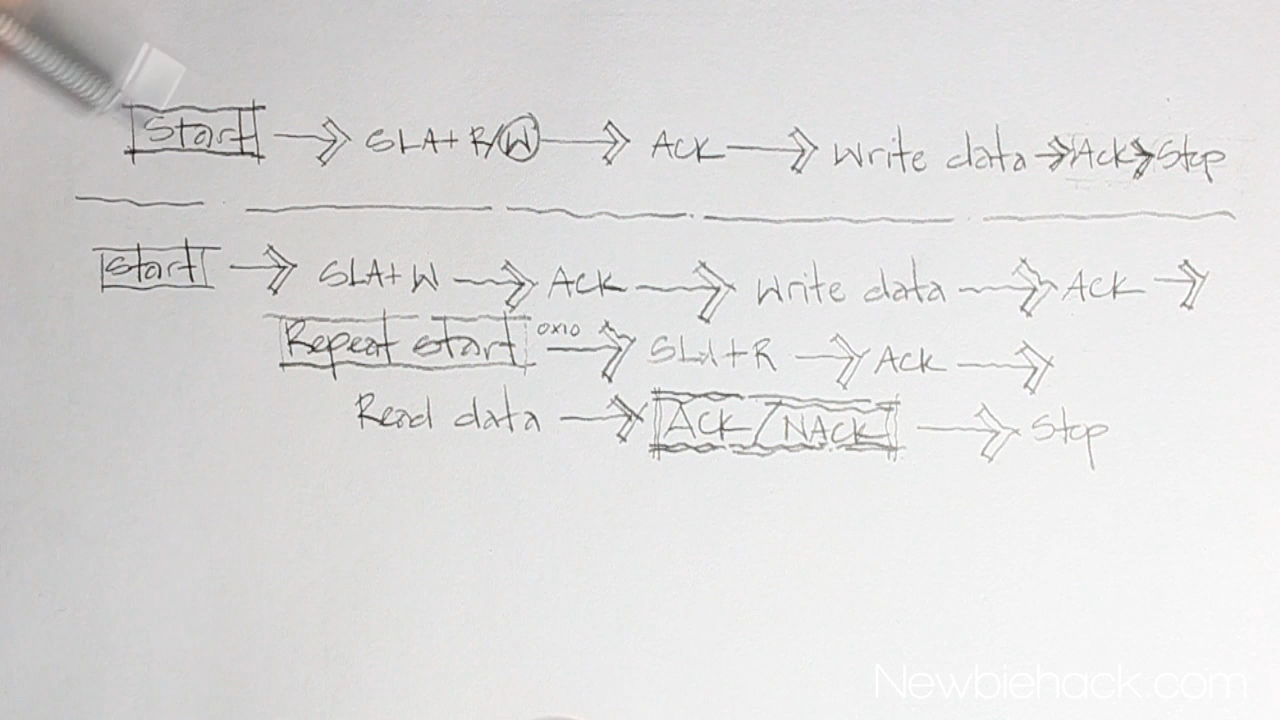 Start → SLA+R/W → ACK → Write data → Ack → Stop
Start → SLA+W → ACK → Write data → ACK →
Repeat start 0x10 → SLA+R → ACK →
Read data → ACK/NACK → Stop
Newbiehack.com